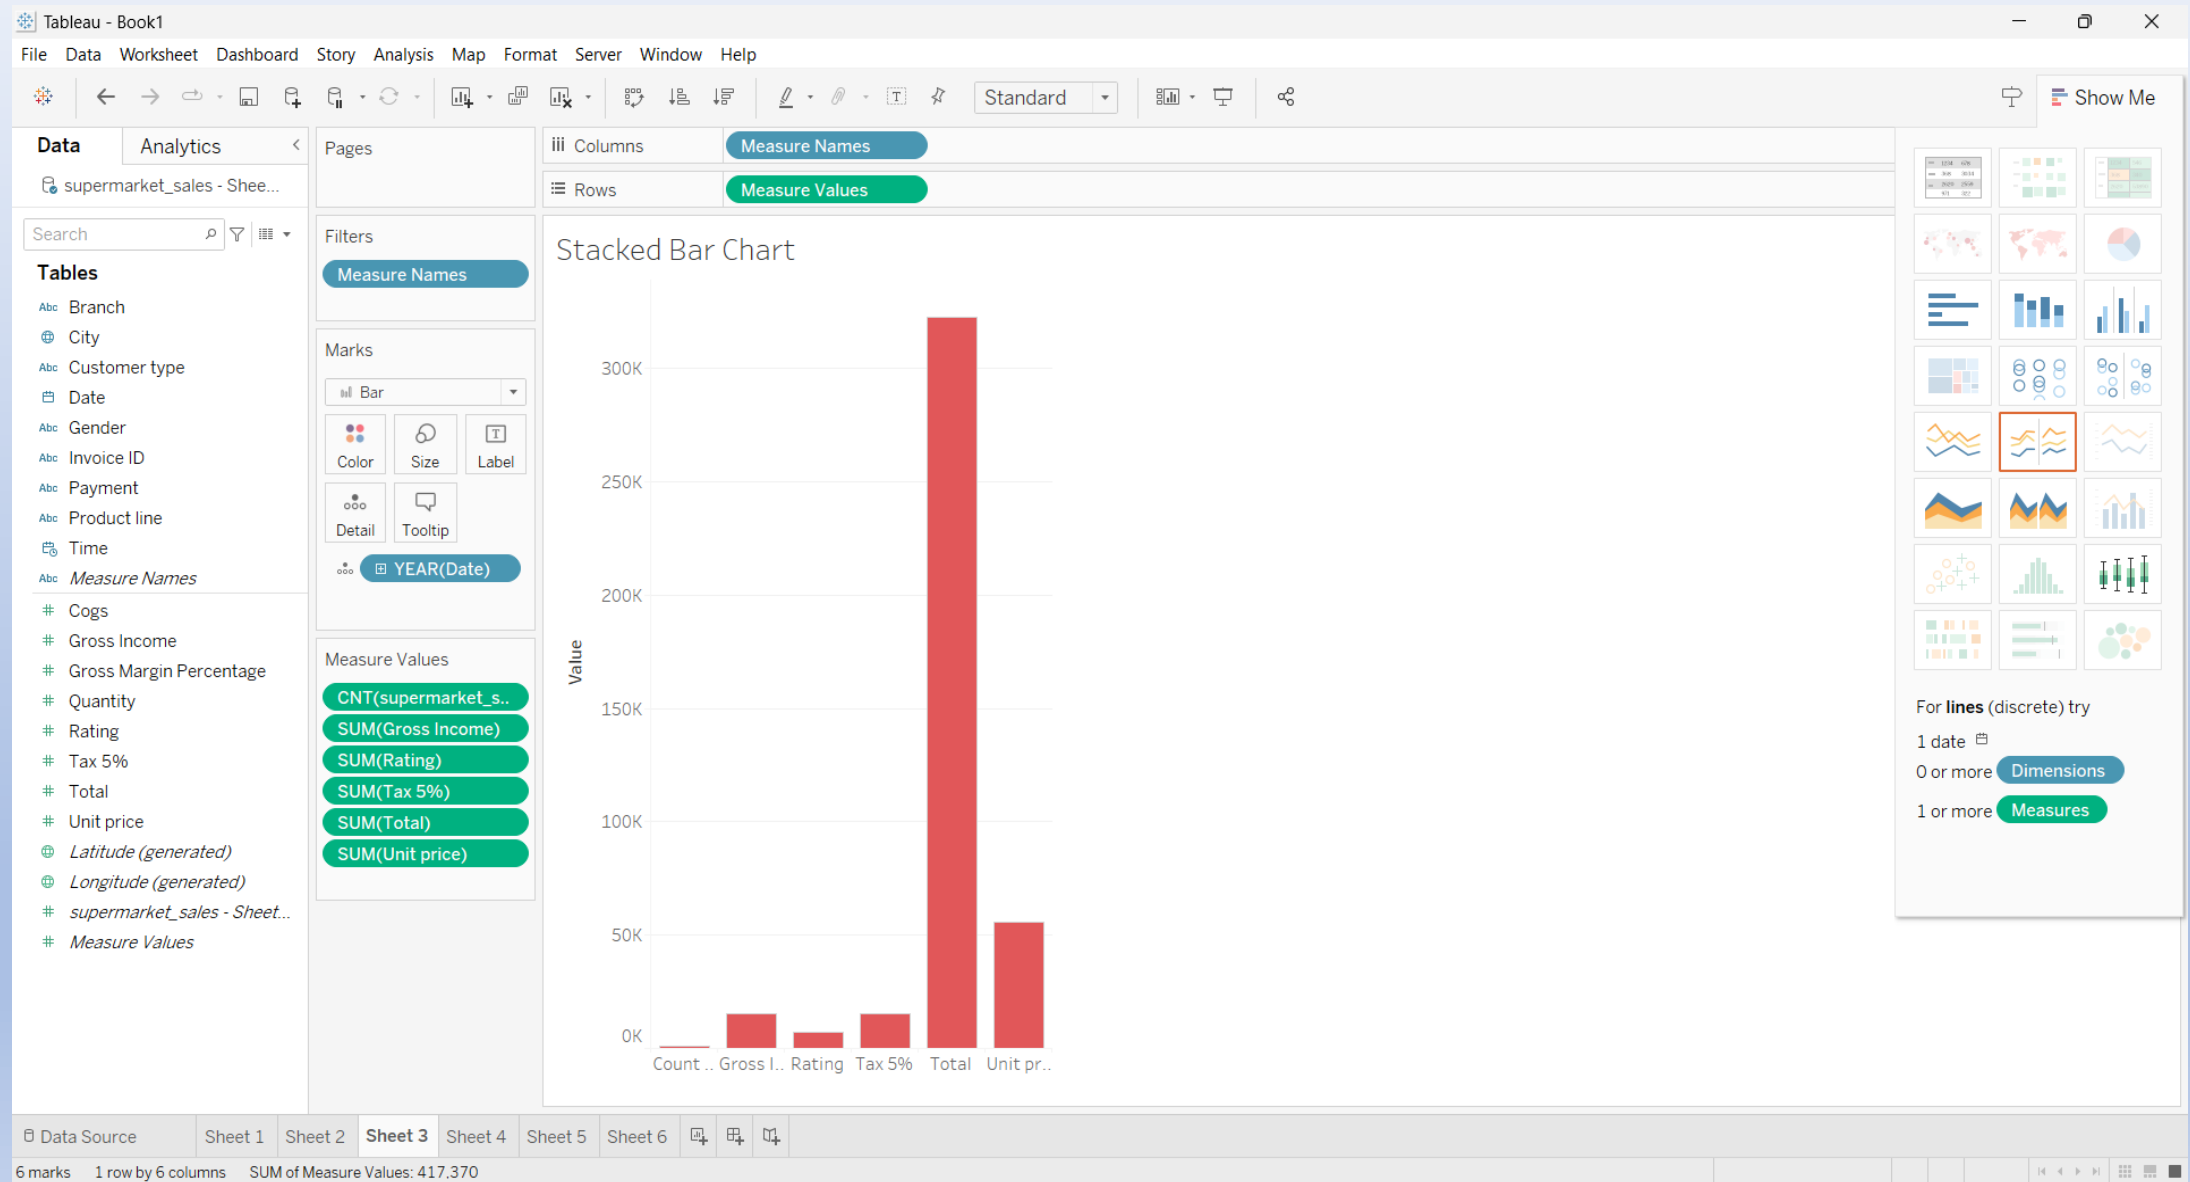 Tableau - Book1
File Data Worksheet Dashboard Story Analysis Map Format Server Window Help
Standard
Show Me
Data
Analytics
supermarket_sales - Shee...
Search
Tables
Abc Branch
City
Abc Customer type
Date
Abc Gender
Abc Invoice ID
Abc Payment
Abc Product line
Time
Abc Measure Names
# Cogs
# Gross Income
# Gross Margin Percentage
# Quantity
# Rating
# Tax 5%
# Total
# Unit price
Latitude (generated)
Longitude (generated)
# supermarket_sales - Sheet...
# Measure Values
Pages
Filters
Measure Names
Marks
Bar
Color Size Label
Detail Tooltip
YEAR(Date)
Measure Values
CNT(supermarket_s..
SUM(Gross Income)
SUM(Rating)
SUM(Tax 5%)
SUM(Total)
SUM(Unit price)
Columns Measure Names
Rows Measure Values
Stacked Bar Chart
300K
250K
200K
150K
100K
50K
0K
Value
Count .. Gross I.. Rating Tax 5% Total Unit pr..
For lines (discrete) try
1 date
0 or more Dimensions
1 or more Measures
Data Source Sheet 1 Sheet 2 Sheet 3 Sheet 4 Sheet 5 Sheet 6
6 marks 1 row by 6 columns SUM of Measure Values: 417,370